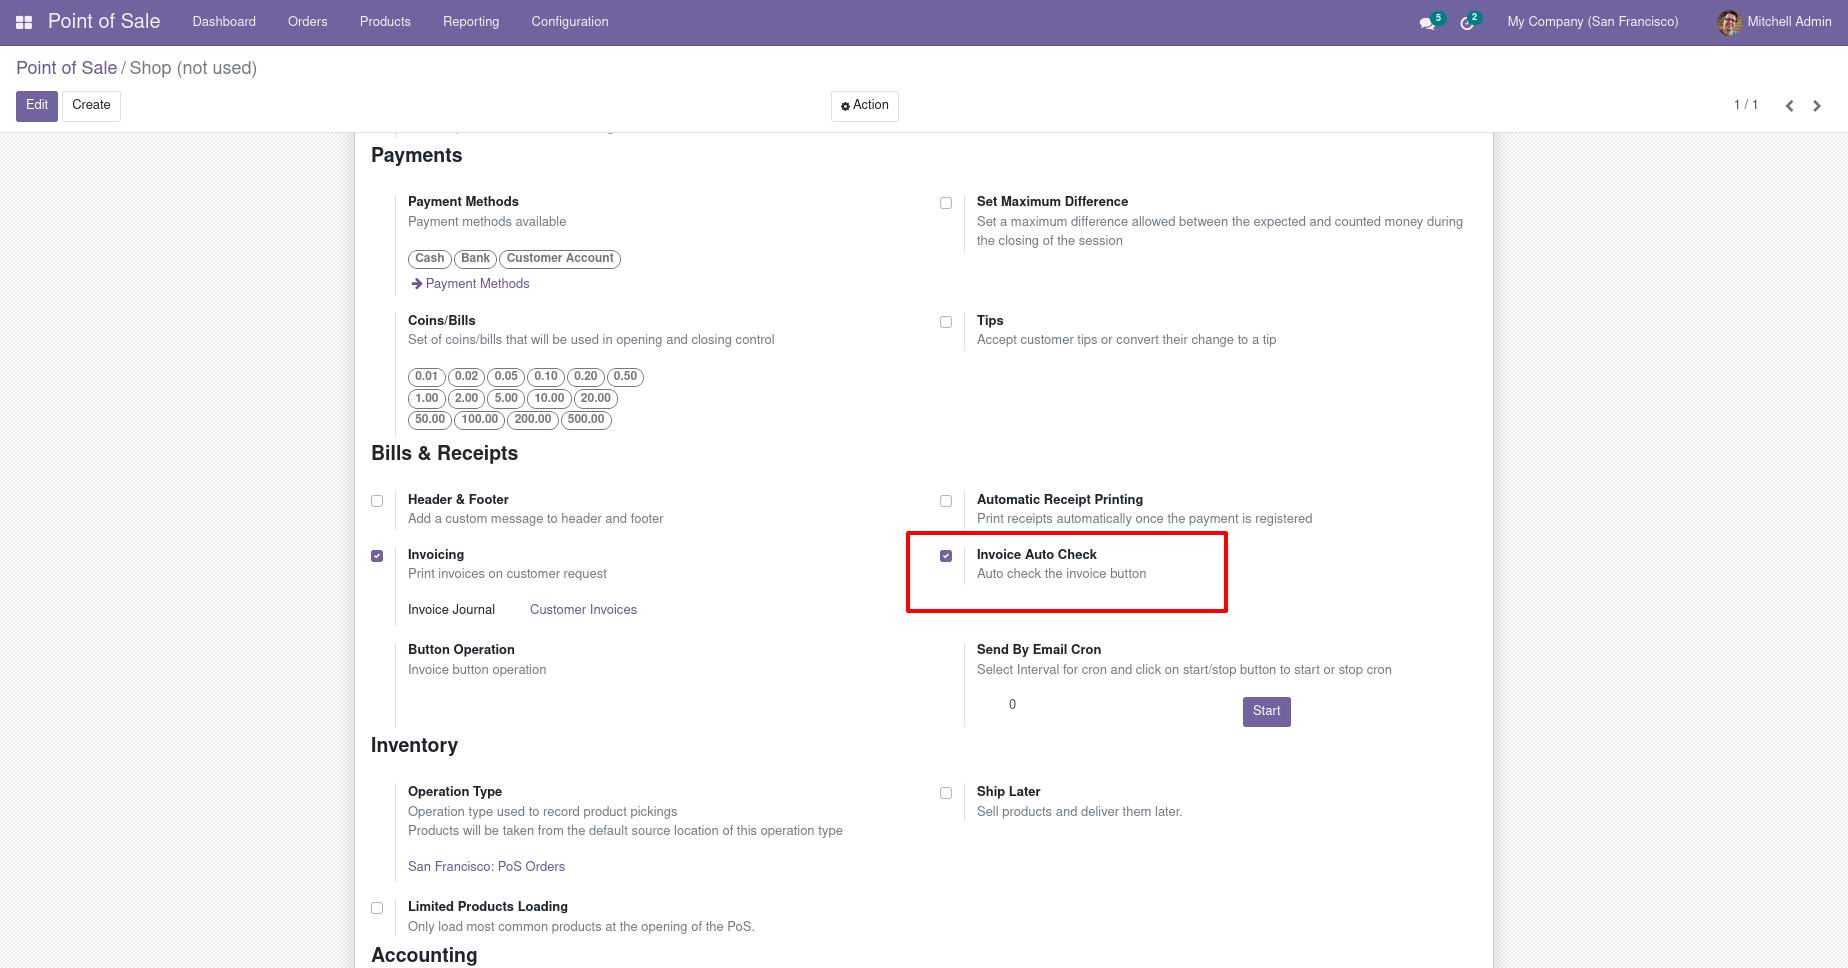 Point of Sale Dashboard Orders Products Reporting Configuration 5 2 My Company (San Francisco) Mitchell Admin
Point of Sale / Shop (not used)
Edit Create Action 1 / 1
Payments
Payment Methods
Payment methods available
Cash Bank Customer Account
Payment Methods
Set Maximum Difference
Set a maximum difference allowed between the expected and counted money during
the closing of the session
Coins/Bills
Set of coins/bills that will be used in opening and closing control
0.01 0.02 0.05 0.10 0.20 0.50
1.00 2.00 5.00 10.00 20.00
50.00 100.00 200.00 500.00
Tips
Accept customer tips or convert their change to a tip
Bills & Receipts
Header & Footer
Add a custom message to header and footer
Automatic Receipt Printing
Print receipts automatically once the payment is registered
Invoicing
Print invoices on customer request
Invoice Journal Customer Invoices
Invoice Auto Check
Auto check the invoice button
Button Operation
Invoice button operation
Send By Email Cron
Select Interval for cron and click on start/stop button to start or stop cron
0 Start
Inventory
Operation Type
Operation type used to record product pickings
Products will be taken from the default source location of this operation type
San Francisco: PoS Orders
Ship Later
Sell products and deliver them later.
Limited Products Loading
Only load most common products at the opening of the PoS.
Accounting